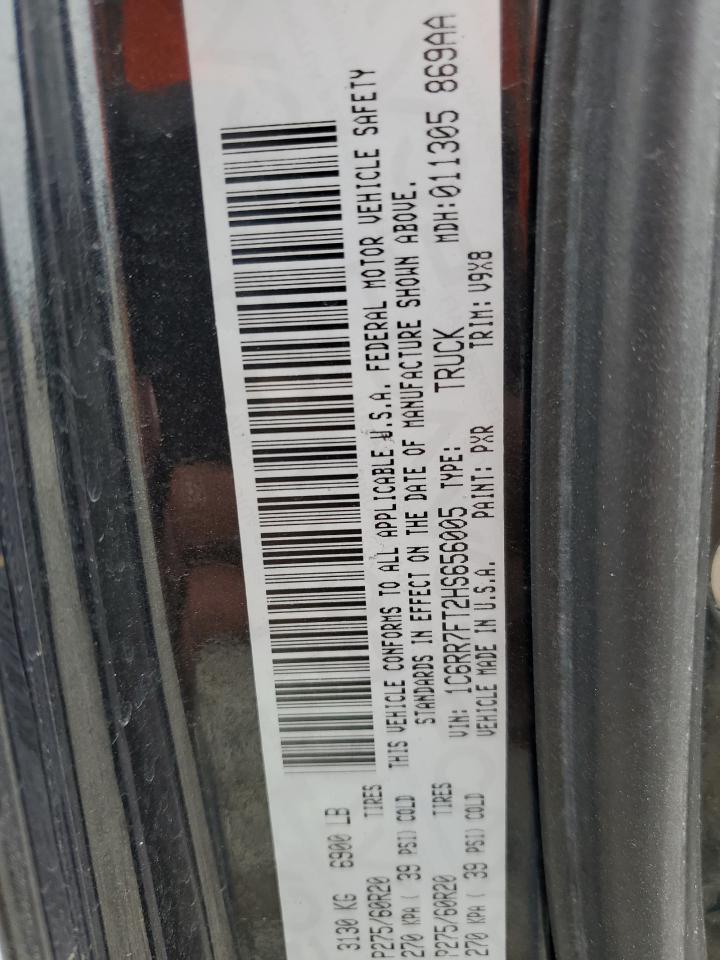 3130 KG 6900 LB
P275/60R20 TIRES
270 KPA ( 39 PSI) COLD
P275/60R20 TIRES
270 KPA ( 39 PSI) COLD
THIS VEHICLE CONFORMS TO ALL APPLICABLE U.S.A. FEDERAL MOTOR VEHICLE SAFETY
STANDARDS IN EFFECT ON THE DATE OF MANUFACTURE SHOWN ABOVE.
VIN: 1C6RR7FT2HS656005 TYPE: TRUCK MDH:011305 869AA
VEHICLE MADE IN U.S.A. PAINT: PXR TRIM: V9X8